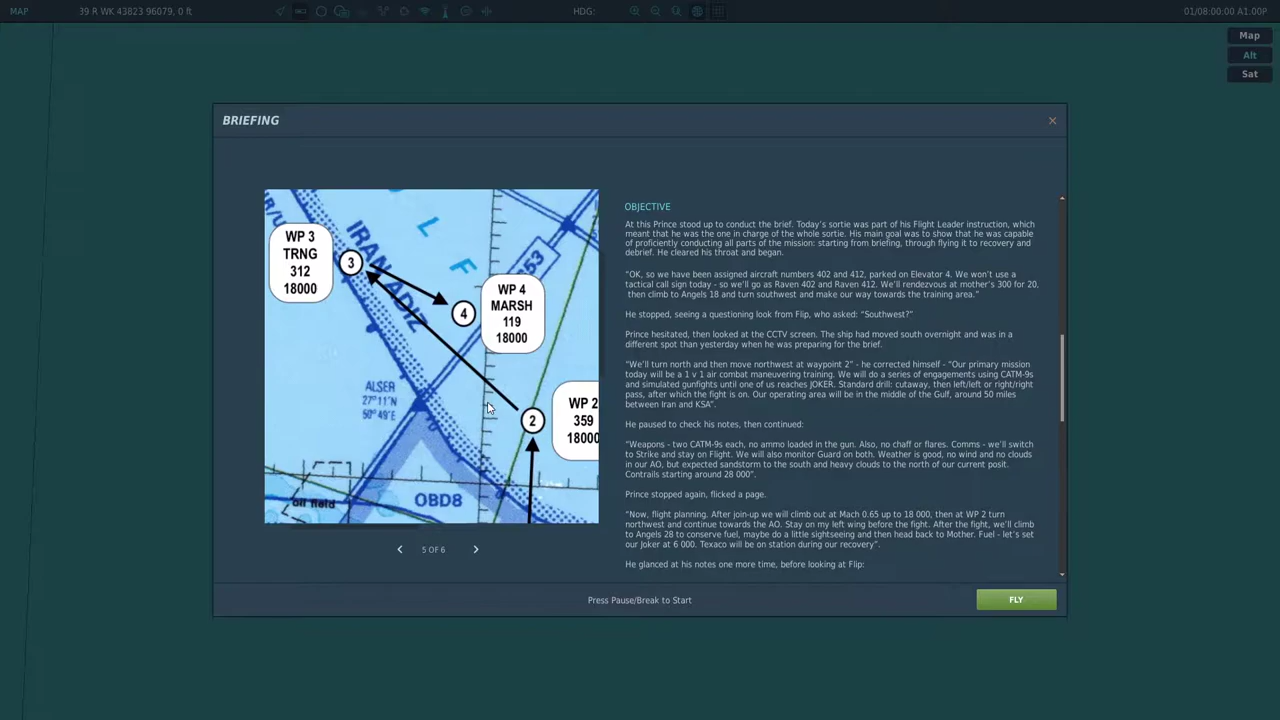 MAP
39 R WK 43823 96079, 0 ft
HDG:
01/08:00:00 A1:00P
Map
Alt
Sat
BRIEFING
WP 3
TRNG
312
18000
3
IRAN ADIZ
L
F
53
4
WP 4
MARSH
119
18000
ALSER
27°11'N
50°49'E
2
WP 2
359
18000
oil field
OBD8
5 OF 6
OBJECTIVE
At this Prince stood up to conduct the brief. Today's sortie was part of his Flight Leader instruction, which
meant that he was the one in charge of the whole sortie. His main goal was to show that he was capable
of proficiently conducting all parts of the mission: starting from briefing, through flying it to recovery and
debrief. He cleared his throat and began.
“OK, so we have been assigned aircraft numbers 402 and 412, parked on Elevator 4. We won't use a
tactical call sign today - so we'll go as Raven 402 and Raven 412. We'll rendezvous at mother's 300 for 20,
then climb to Angels 18 and turn southwest and make our way towards the training area.”
He stopped, seeing a questioning look from Flip, who asked: “Southwest?”
Prince hesitated, then looked at the CCTV screen. The ship had moved south overnight and was in a
different spot than yesterday when he was preparing for the brief.
“We'll turn north and then move northwest at waypoint 2” - he corrected himself - “Our primary mission
today will be a 1 v 1 air combat maneuvering training. We will do a series of engagements using CATM-9s
and simulated gunfights until one of us reaches JOKER. Standard drill: cutaway, then left/left or right/right
pass, after which the fight is on. Our operating area will be in the middle of the Gulf, around 50 miles
between Iran and KSA”.
He paused to check his notes, then continued:
“Weapons - two CATM-9s each, no ammo loaded in the gun. Also, no chaff or flares. Comms - we'll switch
to Strike and stay on Flight. We will also monitor Guard on both. Weather is good, no wind and no clouds
in our AO, but expected sandstorm to the south and heavy clouds to the north of our current posit.
Contrails starting around 28 000”.
Prince stopped again, flicked a page.
“Now, flight planning. After join-up we will climb out at Mach 0.65 up to 18 000, then at WP 2 turn
northwest and continue towards the AO. Stay on my left wing before the fight. After the fight, we'll climb
to Angels 28 to conserve fuel, maybe do a little sightseeing and then head back to Mother. Fuel - let's set
our Joker at 6 000. Texaco will be on station during our recovery”.
He glanced at his notes one more time, before looking at Flip:
Press Pause/Break to Start
FLY